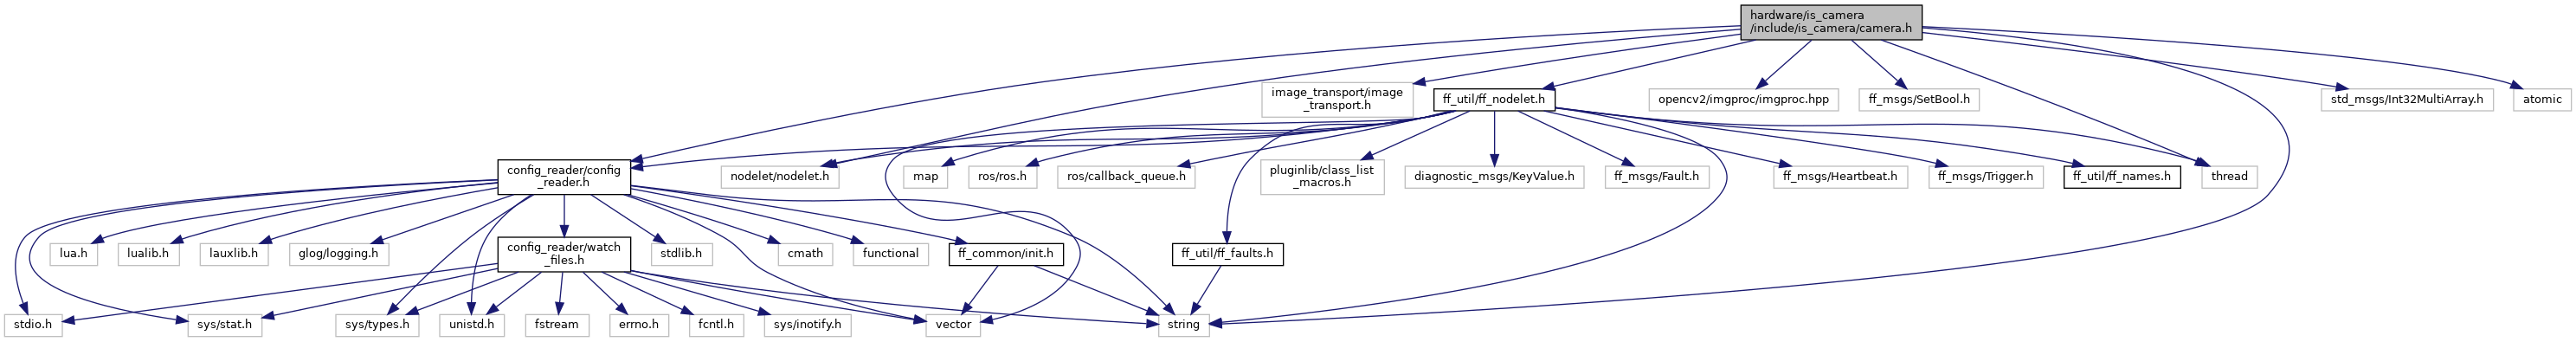 hardware/is_camera
/include/is_camera/camera.h
image_transport/image
_transport.h
ff_util/ff_nodelet.h
opencv2/imgproc/imgproc.hpp
ff_msgs/SetBool.h
std_msgs/Int32MultiArray.h
atomic
config_reader/config
_reader.h
nodelet/nodelet.h
map
ros/ros.h
ros/callback_queue.h
pluginlib/class_list
_macros.h
diagnostic_msgs/KeyValue.h
ff_msgs/Fault.h
ff_msgs/Heartbeat.h
ff_msgs/Trigger.h
ff_util/ff_names.h
thread
lua.h
lualib.h
lauxlib.h
glog/logging.h
config_reader/watch
_files.h
stdlib.h
cmath
functional
ff_common/init.h
ff_util/ff_faults.h
stdio.h
sys/stat.h
sys/types.h
unistd.h
fstream
errno.h
fcntl.h
sys/inotify.h
vector
string